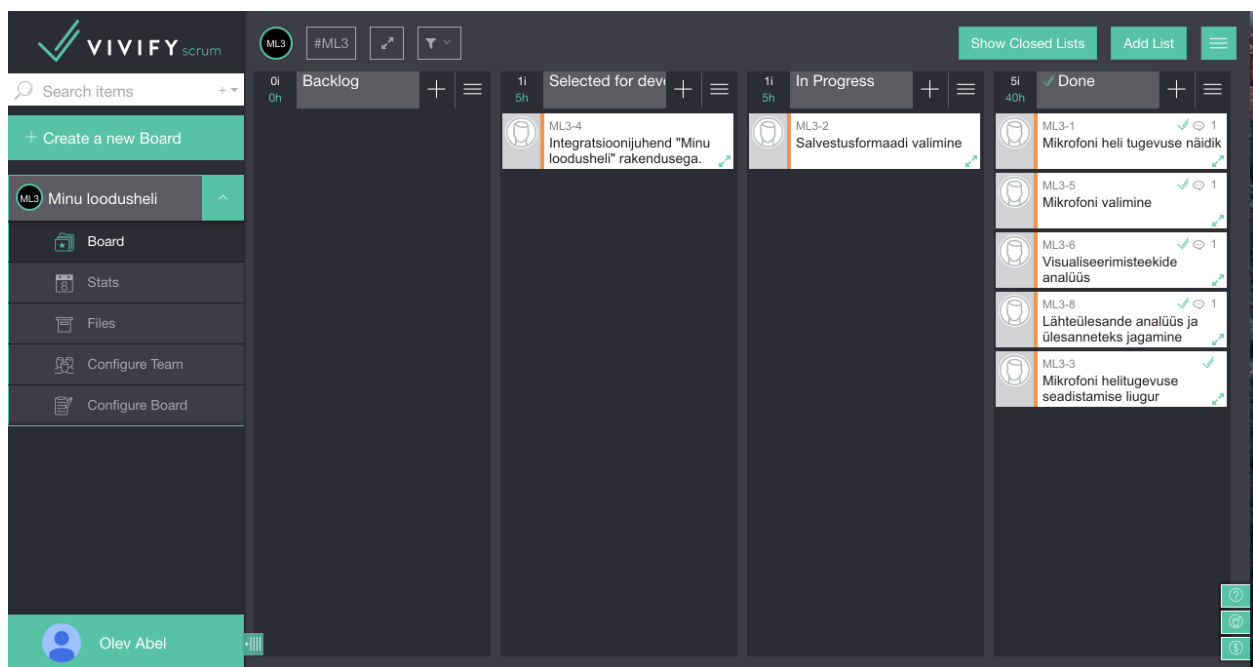 VIVIFY scrum
Search items
+ Create a new Board
ML3 Minu loodusheli
Board
8 Stats
Files
Configure Team
Configure Board
Olev Abel
ML3 #ML3
Show Closed Lists Add List
0i Backlog
0h
1i Selected for deve
5h
ML3-4
Integratsioonijuhend "Minu
loodusheli" rakendusega.
1i In Progress
5h
ML3-2
Salvestusformaadi valimine
5i Done
40h
ML3-1 1
Mikrofoni heli tugevuse näidik
ML3-5 1
Mikrofoni valimine
ML3-6 1
Visualiseerimisteekide
analüüs
ML3-8 1
Lähteülesande analüüs ja
ülesanneteks jagamine
ML3-3
Mikrofoni helitugevuse
seadistamise liugur
?
$